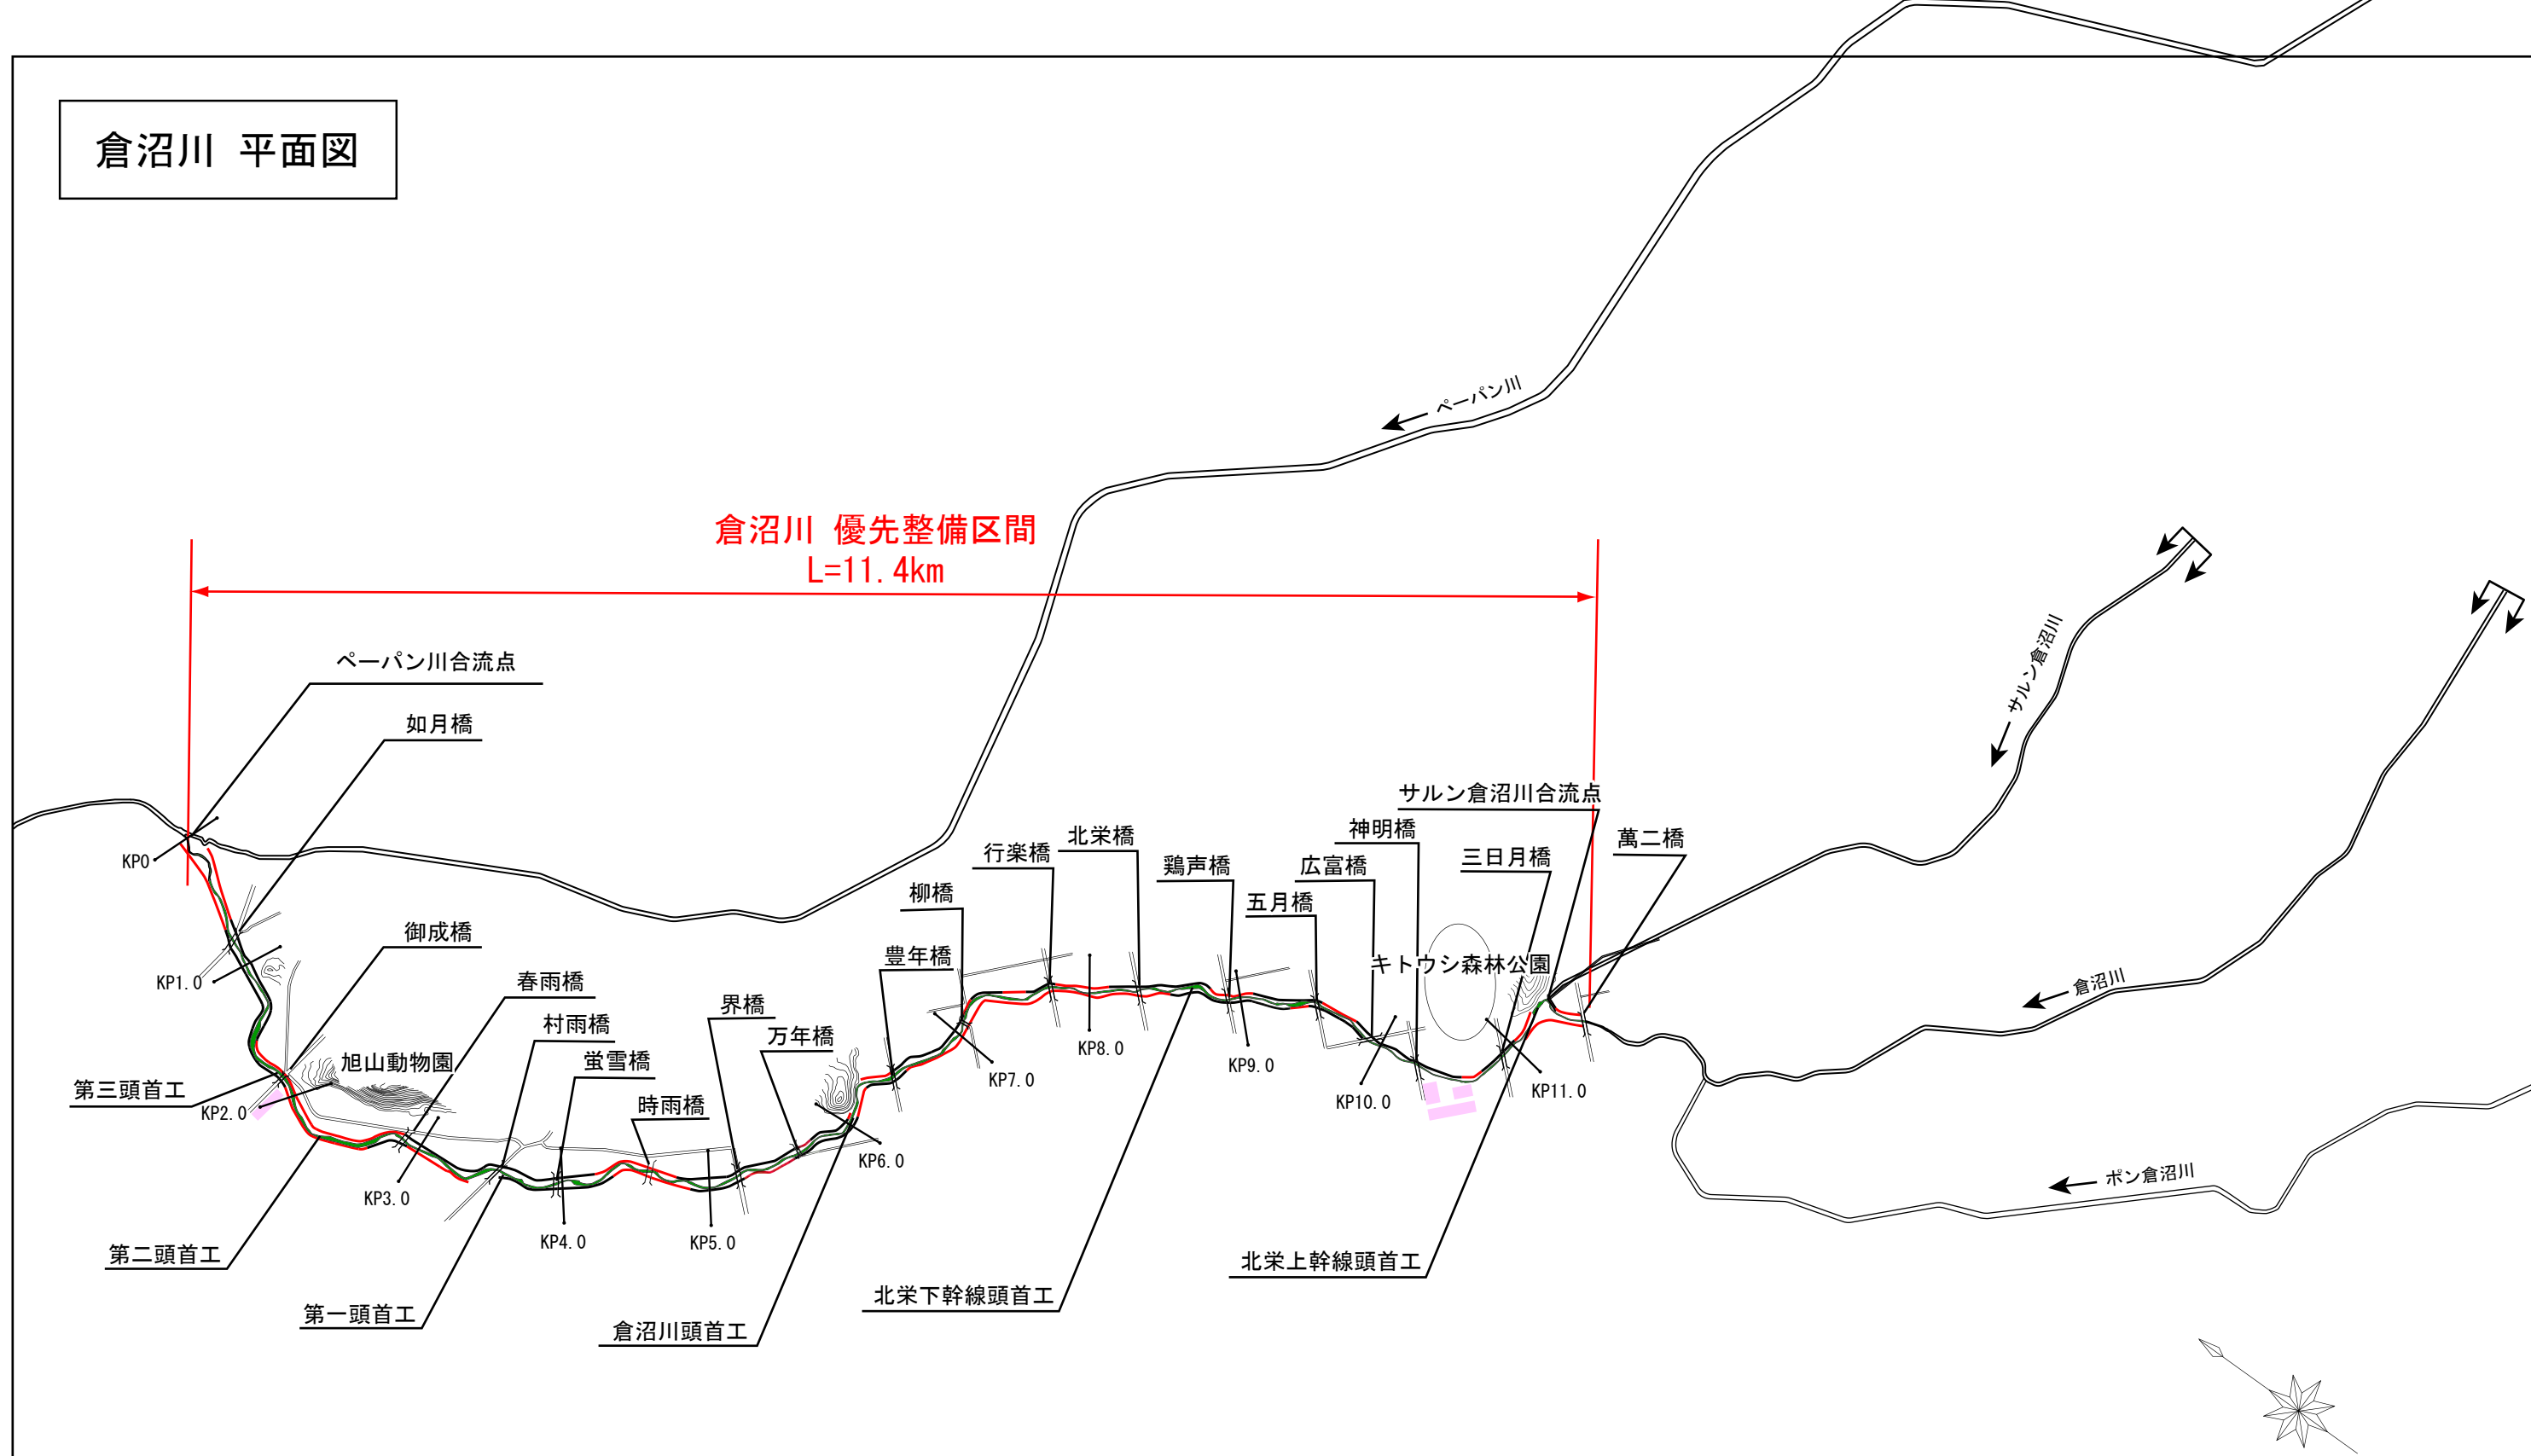 倉沼川 平面図
ペーパン川
倉沼川 優先整備区間
L=11.4km
サルン倉沼川
ペーパン川合流点
如月橋
サルン倉沼川合流点
北栄橋
神明橋
萬二橋
行楽橋
鶏声橋
広富橋
三日月橋
KP0
柳橋
五月橋
御成橋
豊年橋
キトウシ森林公園
春雨橋
KP1.0
倉沼川
界橋
村雨橋
万年橋
KP8.0
蛍雪橋
旭山動物園
KP9.0
KP7.0
第三頭首工
KP2.0
時雨橋
KP10.0
KP11.0
KP6.0
ポン倉沼川
KP3.0
KP4.0
KP5.0
第二頭首工
北栄上幹線頭首工
北栄下幹線頭首工
第一頭首工
倉沼川頭首工